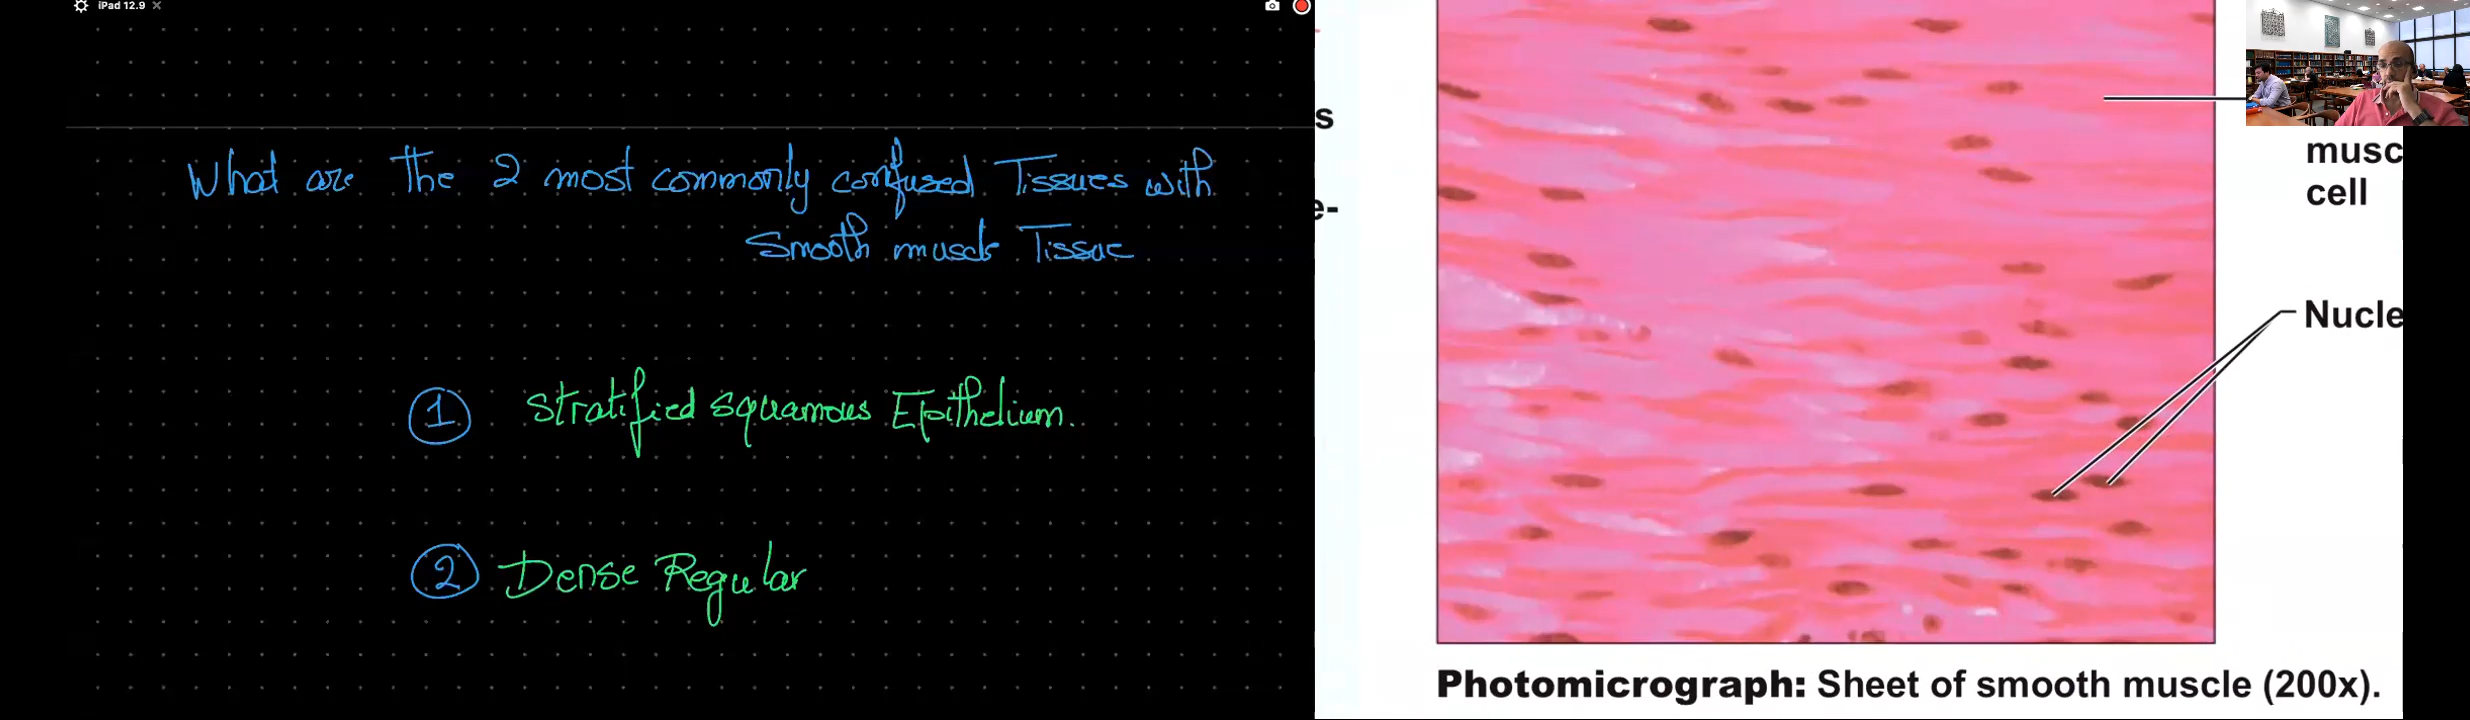 iPad 12.9
What are the 2 most commonly confused Tissues with
Smooth muscle Tissue
1 Stratified squamous Epithelium.
2 Dense Regular
s
e-
musc
cell
Nucle
Photomicrograph: Sheet of smooth muscle (200x).